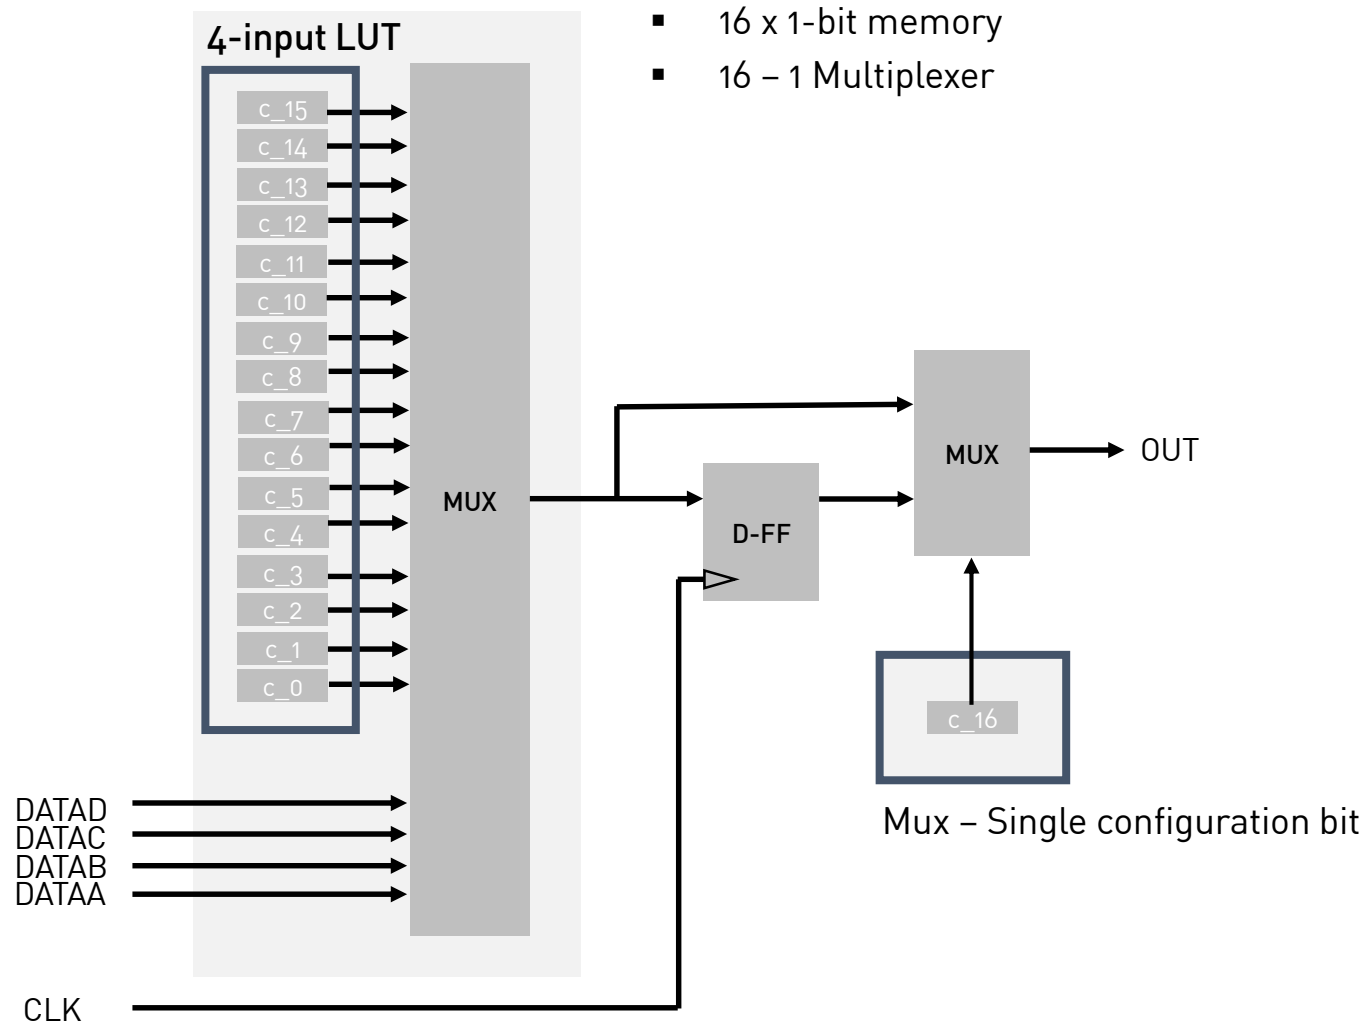 ▪ 16 x 1-bit memory
▪ 16 – 1 Multiplexer
4-input LUT
c_15
c_14
c_13
c_12
c_11
c_10
c_9
c_8
c_7
c_6
c_5
c_4
c_3
c_2
c_1
c_0
MUX
D-FF
MUX
OUT
c_16
Mux – Single configuration bit
DATAD
DATAC
DATAB
DATAA
CLK